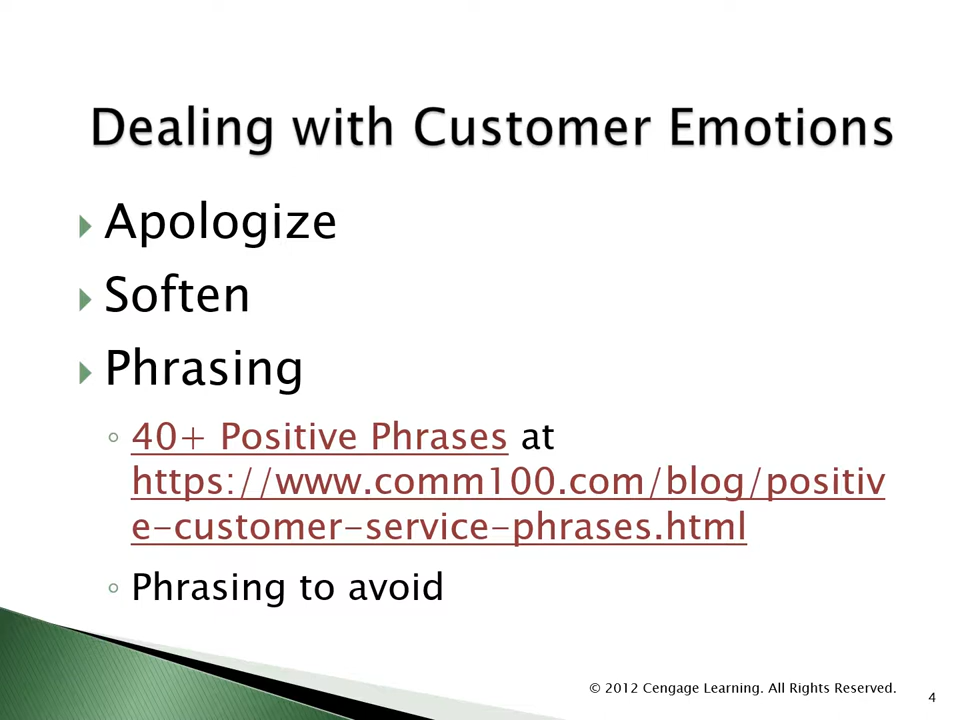 Dealing with Customer Emotions
Apologize
Soften
Phrasing
40+ Positive Phrases at
https://www.comm100.com/blog/positiv
e-customer-service-phrases.html
Phrasing to avoid
© 2012 Cengage Learning. All Rights Reserved.
4